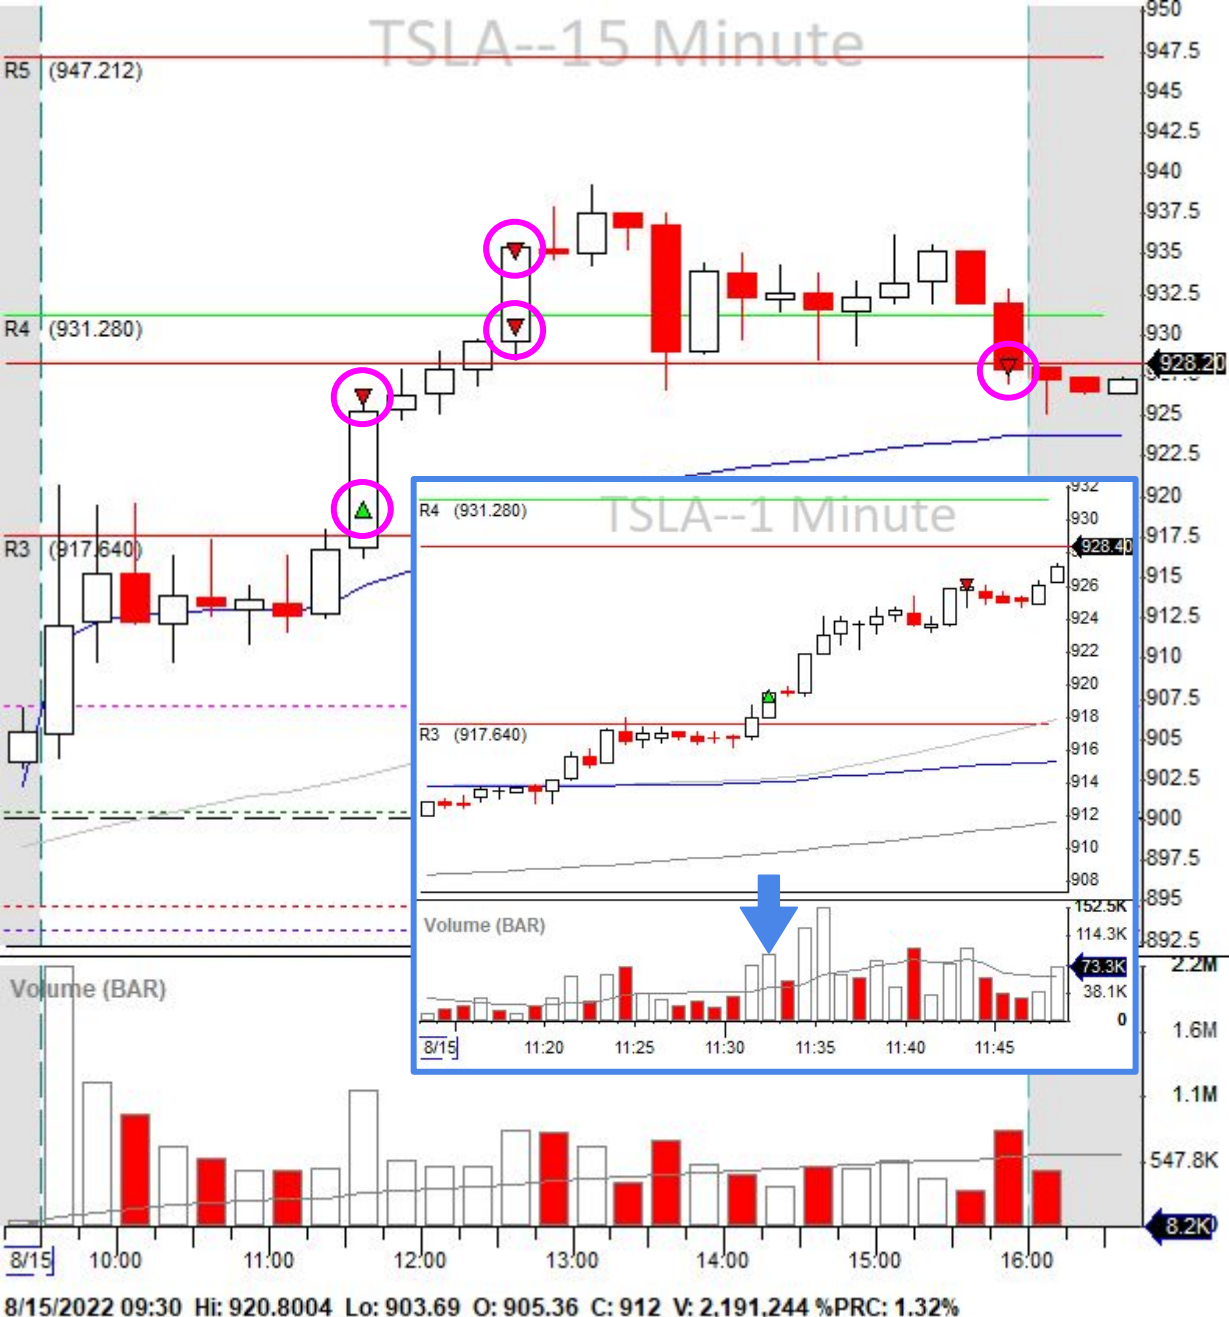 TSLA--15 Minute
950
947.5
945
942.5
940
937.5
935
932.5
930
928.20
925
922.5
920
917.5
915
912.5
910
907.5
905
902.5
900
897.5
895
892.5
R5 (947.212)
R4 (931.280)
R3 (917.640)
TSLA--1 Minute
R4 (931.280)
R3 (917.640)
932
930
928.40
926
924
922
920
918
916
914
912
910
908
Volume (BAR)
152.5K
114.3K
73.3K
38.1K
0
8/15 11:20 11:25 11:30 11:35 11:40 11:45
Volume (BAR)
2.2M
1.6M
1.1M
547.8K
8.2K
8/15 10:00 11:00 12:00 13:00 14:00 15:00 16:00
8/15/2022 09:30 Hi: 920.8004 Lo: 903.69 O: 905.36 C: 912 V: 2,191,244 %PRC: 1.32%